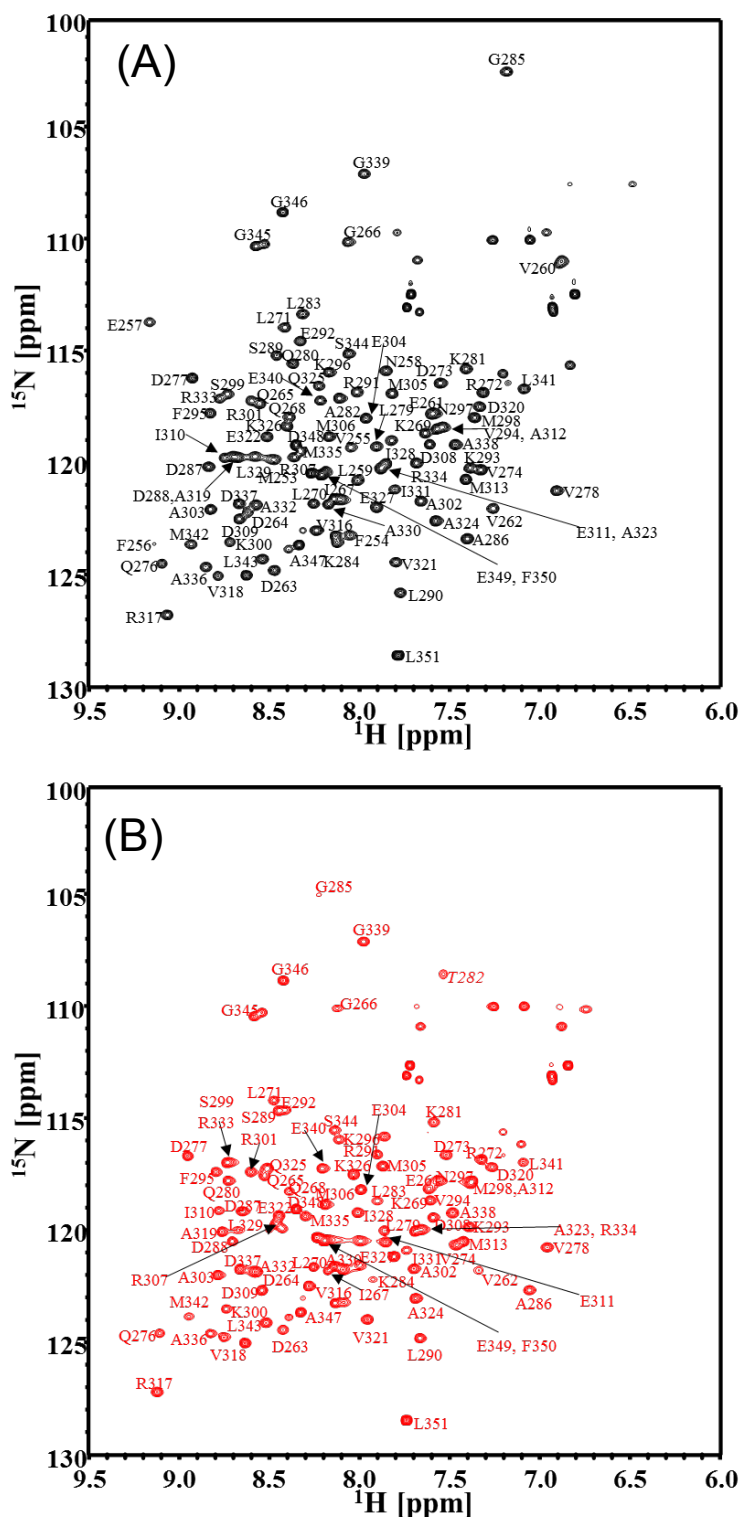 (A)
100
105
110
115
120
125
130
15N [ppm]
G285
G339
G346
G345
G266
V260
L283
E257
L271
E292
E304
S289
Q280
S344
D277
S299
E340
Q325
K296
N258
K281
D273
R291
M305
R272
L341
R333
Q265
F295
R301
Q268
A282
L279
E261
N297
D320
K326
M306
K269
M298
E322
D348
V255
V294, A312
I310
M335
I328
D308
A338
L329
L259
K293
D287
M253
R307
R334
V274
I267
I331
M313
D288,A319
D337
L270
E327
A302
V278
A303
A332
D264
V316
A330
A324
V262
E311, A323
F256
M342
D309
K300
F254
A286
Q276
L343
A347
K284
V321
E349, F350
A336
V318
D263
L290
R317
L351
9.5
9.0
8.5
8.0
7.5
7.0
6.5
6.0
1H [ppm]
(B)
100
105
110
115
120
125
130
15N [ppm]
G285
G339
G346
T282
G345
G266
L271
E292
E304
S299
S289
K281
R333
S344
R301
E340
K296
D277
Q325
R291
D273
R272
L341
F295
K326
M305
Q265
N297
D320
Q280
Q268
M306
L283
M298,A312
I310
D287
E322
D348
K269
V294
A338
A319
L329
M335
I328
L279
D308
K293
A323, R334
D288
M313
V278
R307
D337
L270
A330
I331
V274
A303
A332
A302
V262
D264
V316
I267
K284
E311
M342
D309
A324
A286
K300
Q276
L343
A347
V321
E349, F350
A336
V318
D263
L290
R317
L351
9.5
9.0
8.5
8.0
7.5
7.0
6.5
6.0
1H [ppm]